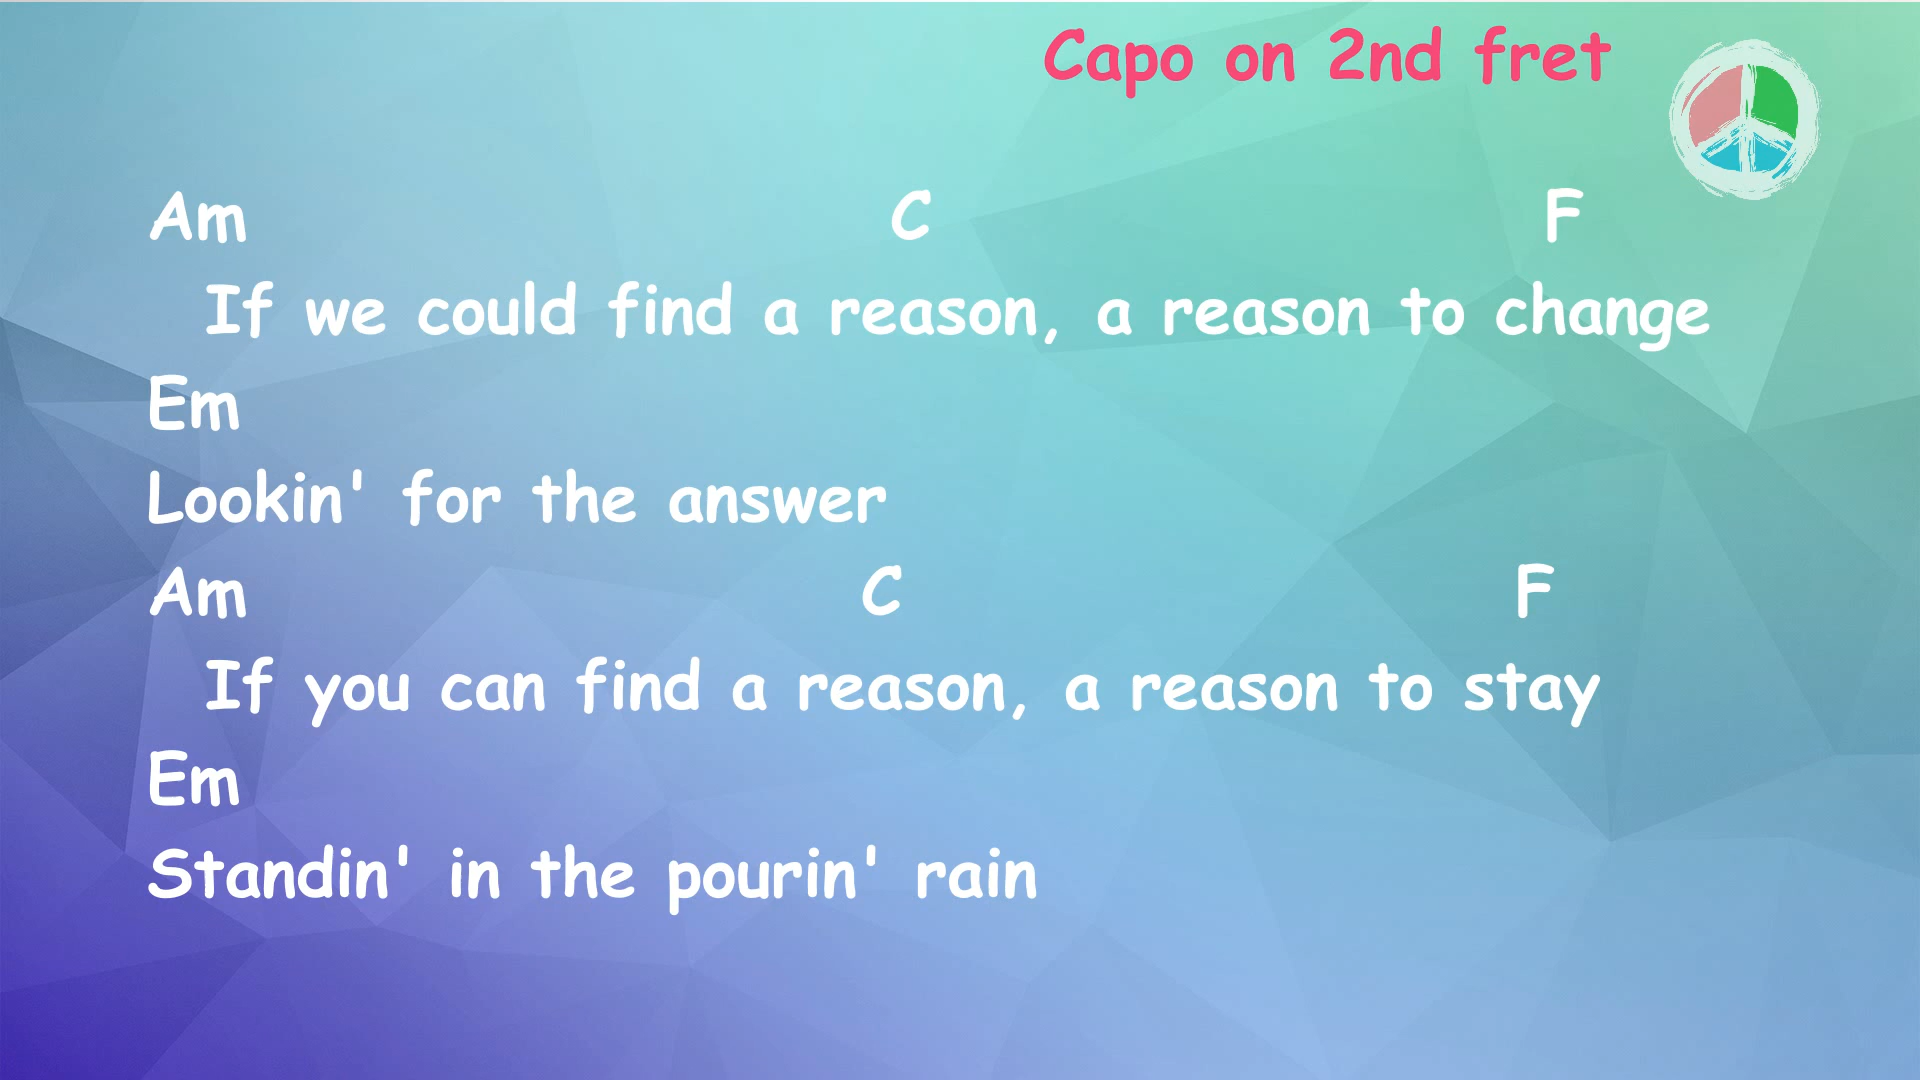 Capo on 2nd fret
Am C F
If we could find a reason, a reason to change
Em
Lookin' for the answer
Am C F
If you can find a reason, a reason to stay
Em
Standin' in the pourin' rain